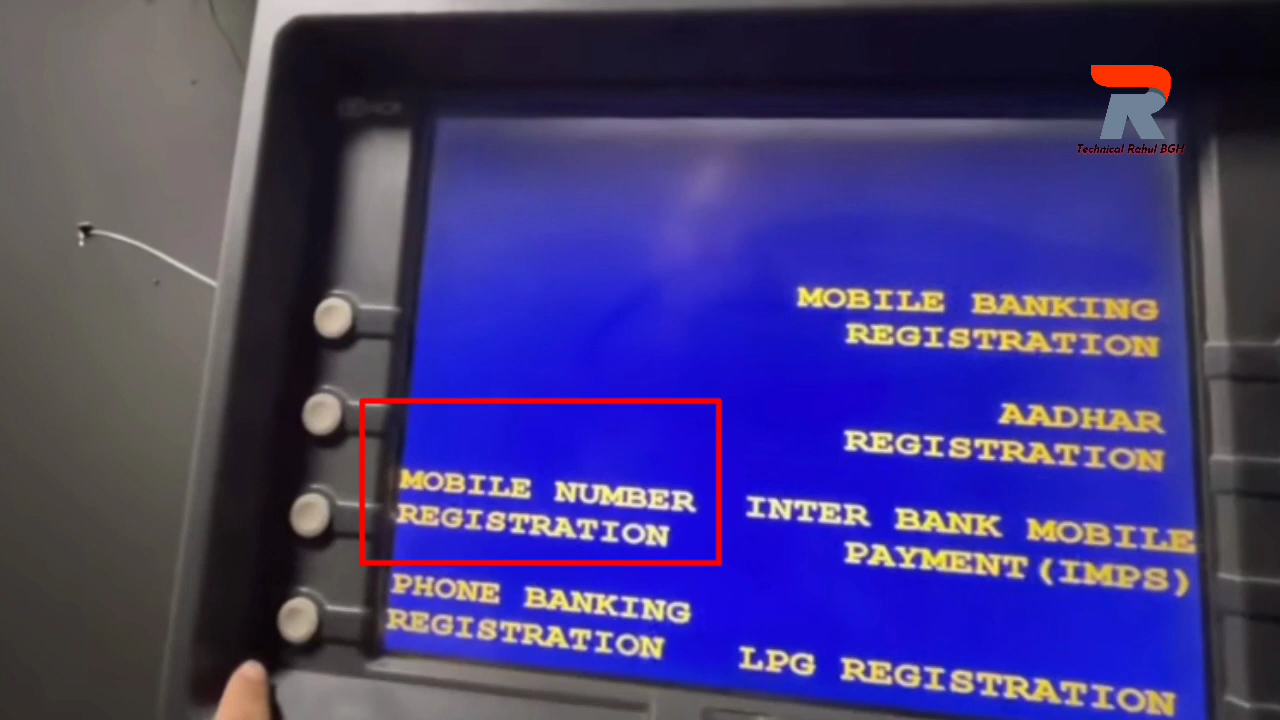 Technical Rahul BGH
MOBILE BANKING
REGISTRATION
AADHAR
REGISTRATION
MOBILE NUMBER
REGISTRATION
INTER BANK MOBILE
PAYMENT(IMPS)
PHONE BANKING
REGISTRATION
LPG REGISTRATION